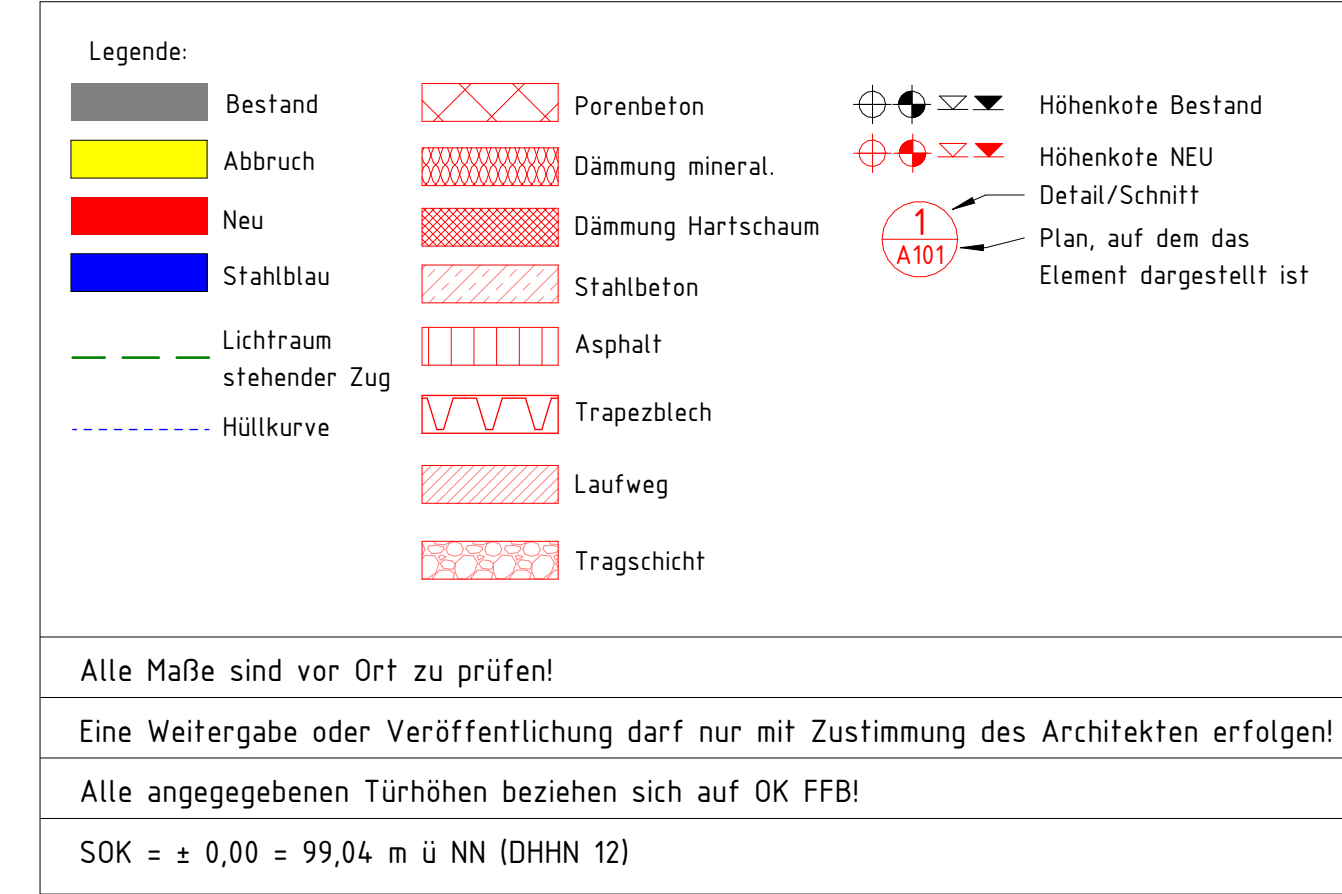 Legende:
Bestand
Abbruch
Neu
Stahlblau
Lichtraum
stehender Zug
Hüllkurve
Porenbeton
Dämmung mineral.
Dämmung Hartschaum
Stahlbeton
Asphalt
Trapezblech
Laufweg
Tragschicht
Höhenkote Bestand
Höhenkote NEU
Detail/Schnitt
1
A101
Plan, auf dem das
Element dargestellt ist
Alle Maße sind vor Ort zu prüfen!
Eine Weitergabe oder Veröffentlichung darf nur mit Zustimmung des Architekten erfolgen!
Alle angegegebenen Türhöhen beziehen sich auf OK FFB!
SOK = ± 0,00 = 99,04 m ü NN (DHHN 12)